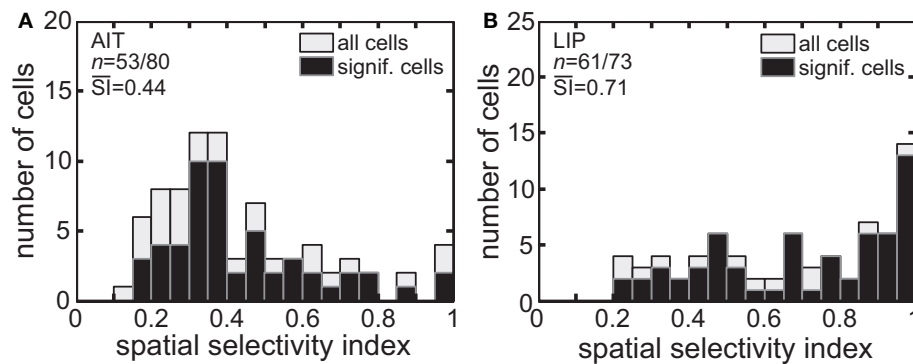 A
20
15
10
5
0
number of cells
AIT
n=53/80
SI=0.44
all cells
signif. cells
0 0.2 0.4 0.6 0.8 1
spatial selectivity index
B
25
20
15
10
5
0
number of cells
LIP
n=61/73
SI=0.71
all cells
signif. cells
0 0.2 0.4 0.6 0.8 1
spatial selectivity index